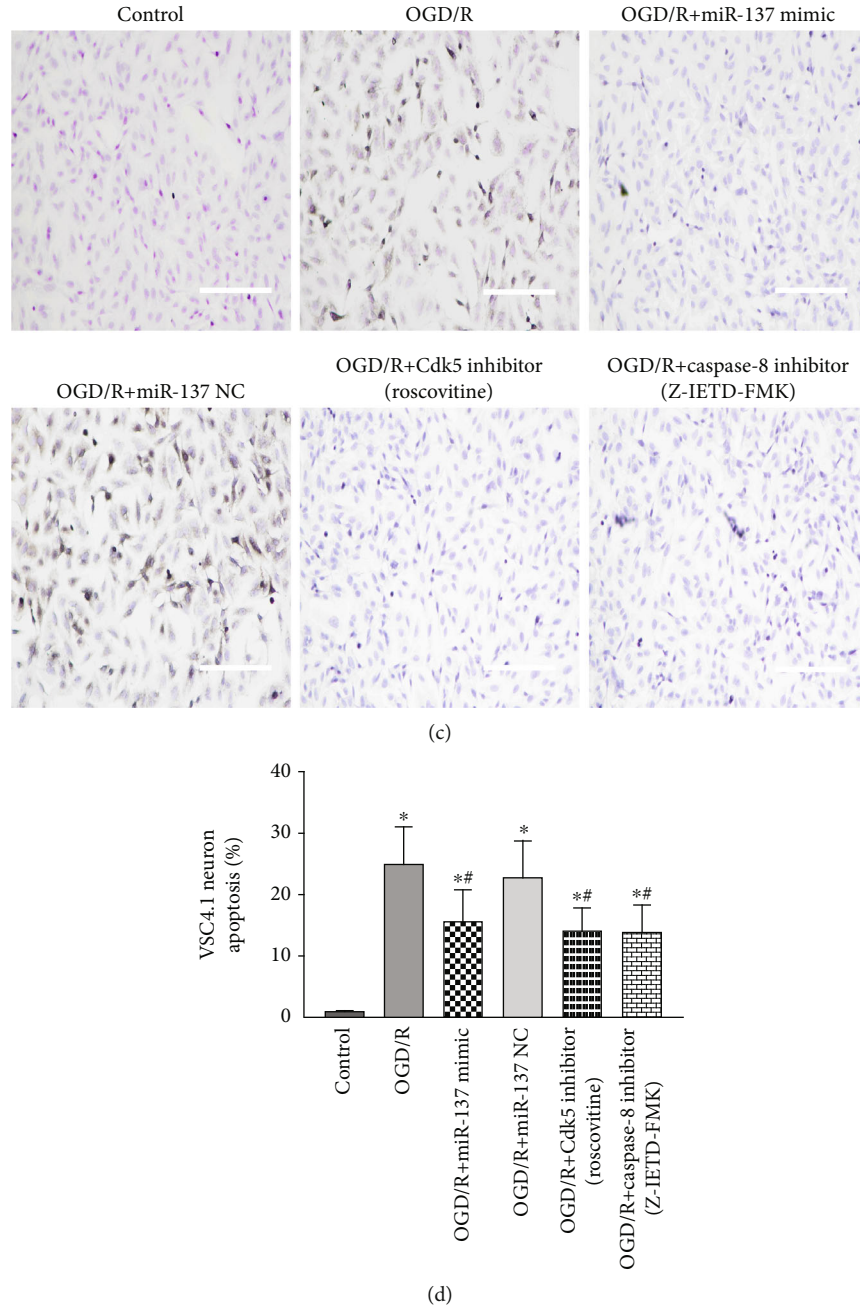 Control
OGD/R
OGD/R+miR-137 mimic
OGD/R+miR-137 NC
OGD/R+Cdk5 inhibitor
(roscovitine)
OGD/R+caspase-8 inhibitor
(Z-IETD-FMK)
(c)
VSC4.1 neuron
apoptosis (%)
40
30
20
10
0
*
*#
*
*#
*#
Control
OGD/R
OGD/R+miR-137 mimic
OGD/R+miR-137 NC
OGD/R+Cdk5 inhibitor
(roscovitine)
OGD/R+caspase-8 inhibitor
(Z-IETD-FMK)
(d)